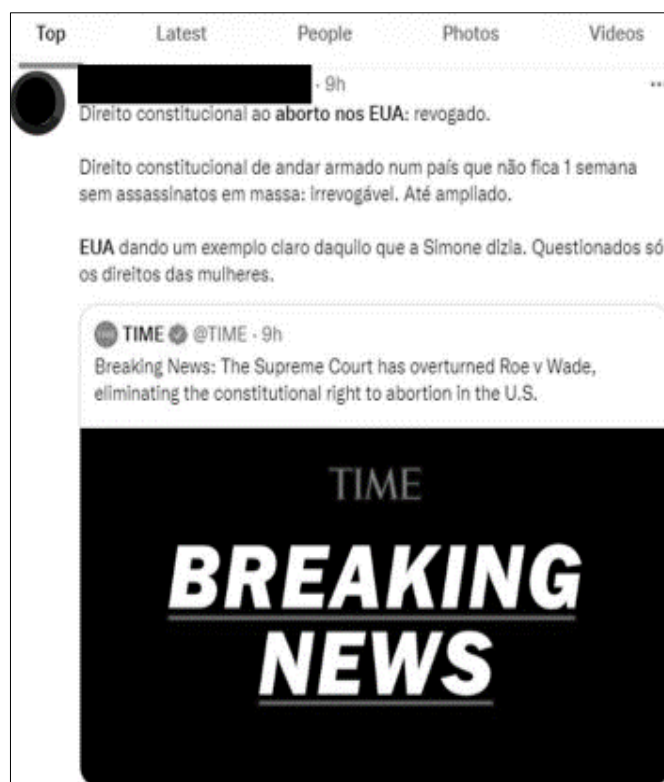 Top Latest People Photos Videos
· 9h ...
Direito constitucional ao aborto nos EUA: revogado.
Direito constitucional de andar armado num país que não fica 1 semana
sem assassinatos em massa: irrevogável. Até ampliado.
EUA dando um exemplo claro daquilo que a Simone dizia. Questionados só
os direitos das mulheres.
TIME @TIME · 9h
Breaking News: The Supreme Court has overturned Roe v Wade,
eliminating the constitutional right to abortion in the U.S.
TIME
BREAKING
NEWS